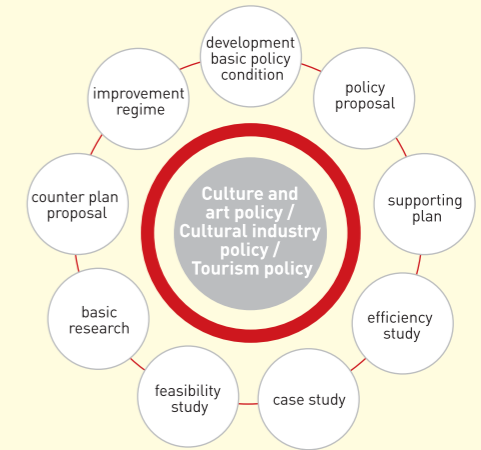 development
basic policy
condition
policy
proposal
supporting
plan
efficiency
study
case study
feasibility
study
basic
research
counter plan
proposal
improvement
regime
Culture and
art policy /
Cultural industry
policy /
Tourism policy